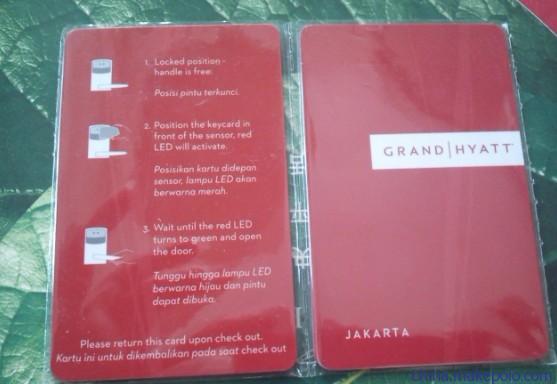 1. Locked position -
handle is free.
Posisi pintu terkunci.
2. Position the keycard in
front of the sensor, red
LED will activate.
Posisikan kartu didepan
sensor, lampu LED akan
berwarna merah.
3. Wait until the red LED
turns to green and open
the door.
Tunggu hingga lampu LED
berwarna hijau dan pintu
dapat dibuka.
Please return this card upon check out.
Kartu ini untuk dikembalikan pada saat check out
GRAND|HYATT
JAKARTA
china.makepolo.com